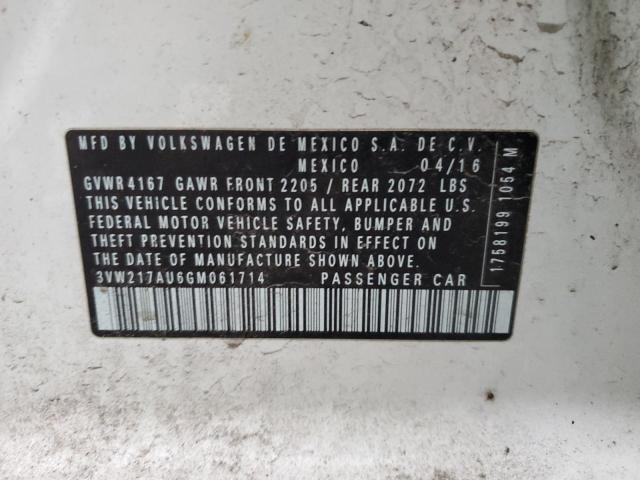 MFD BY VOLKSWAGEN DE MEXICO S.A. DE C.V.
MEXICO 04/16
GVWR 4167 GAWR FRONT 2205 / REAR 2072 LBS
THIS VEHICLE CONFORMS TO ALL APPLICABLE U.S.
FEDERAL MOTOR VEHICLE SAFETY, BUMPER AND
THEFT PREVENTION STANDARDS IN EFFECT ON
THE DATE OF MANUFACTURE SHOWN ABOVE.
3VW217AU6GM061714 PASSENGER CAR
1758199 1054 M